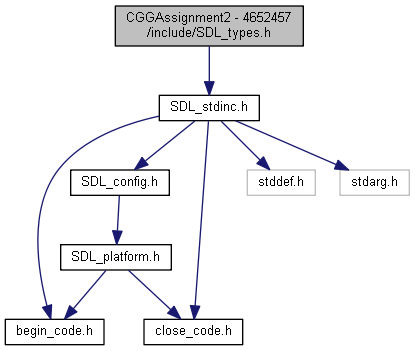 CGGAssignment2 - 4652457
/include/SDL_types.h
SDL_stdinc.h
SDL_config.h
stddef.h
stdarg.h
SDL_platform.h
begin_code.h
close_code.h